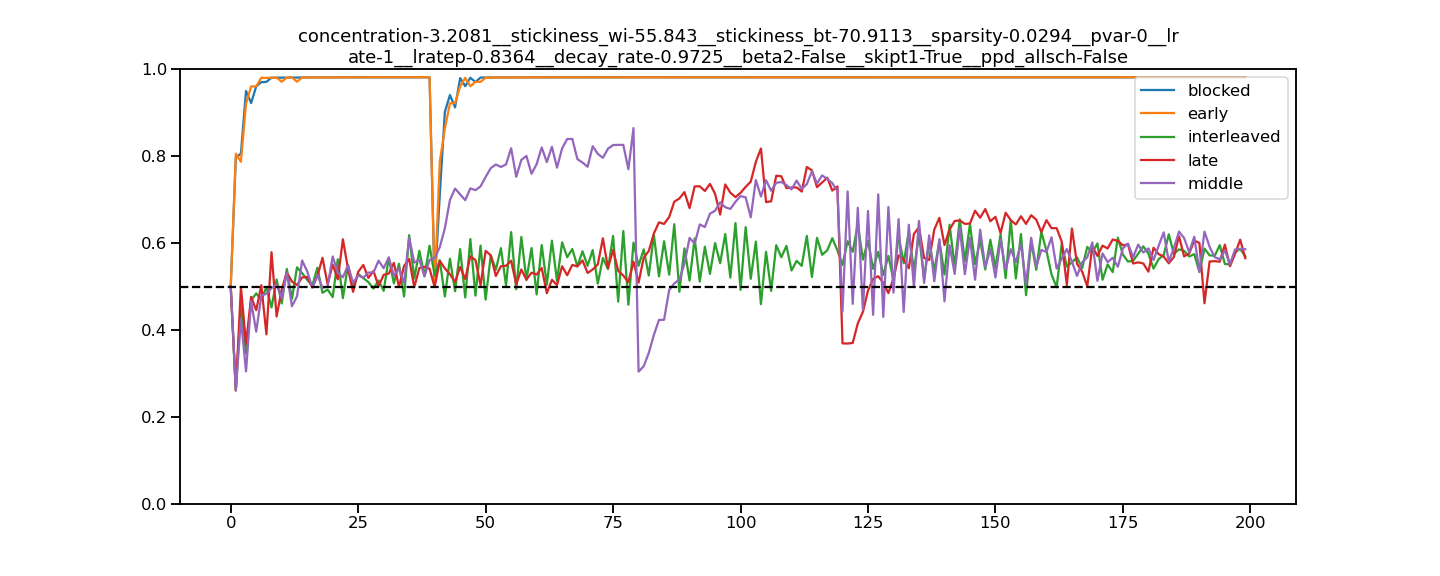 concentration-3.2081__stickiness_wi-55.843__stickiness_bt-70.9113__sparsity-0.0294__pvar-0__lr
ate-1__lratep-0.8364__decay_rate-0.9725__beta2-False__skipt1-True__ppd_allsch-False
1.0
0.8
0.6
0.4
0.2
0.0
blocked
early
interleaved
late
middle
0 25 50 75 100 125 150 175 200